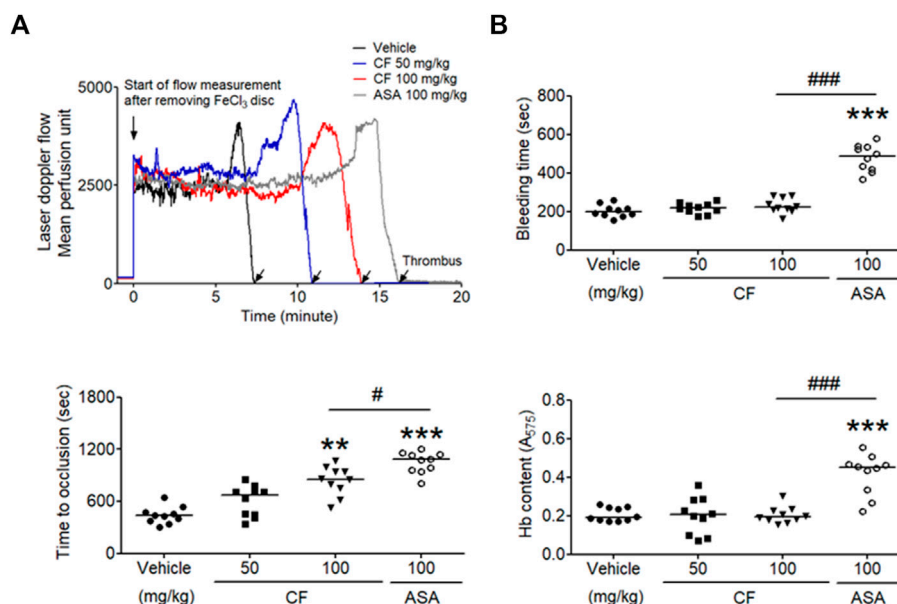 A
Vehicle
CF 50 mg/kg
CF 100 mg/kg
ASA 100 mg/kg
Start of flow measurement
after removing FeCl3 disc
Laser doppler flow
Mean perfusion unit
5000
2500
0
Thrombus
0 5 10 15 20
Time (minute)
Time to occlusion (sec)
1800
1200
600
0
#
** ***
Vehicle 50 100 100
(mg/kg) CF ASA
B
Bleeding time (sec)
800
600
400
200
0
###
***
Vehicle 50 100 100
(mg/kg) CF ASA
Hb content (A575)
0.8
0.6
0.4
0.2
0.0
###
***
Vehicle 50 100 100
(mg/kg) CF ASA